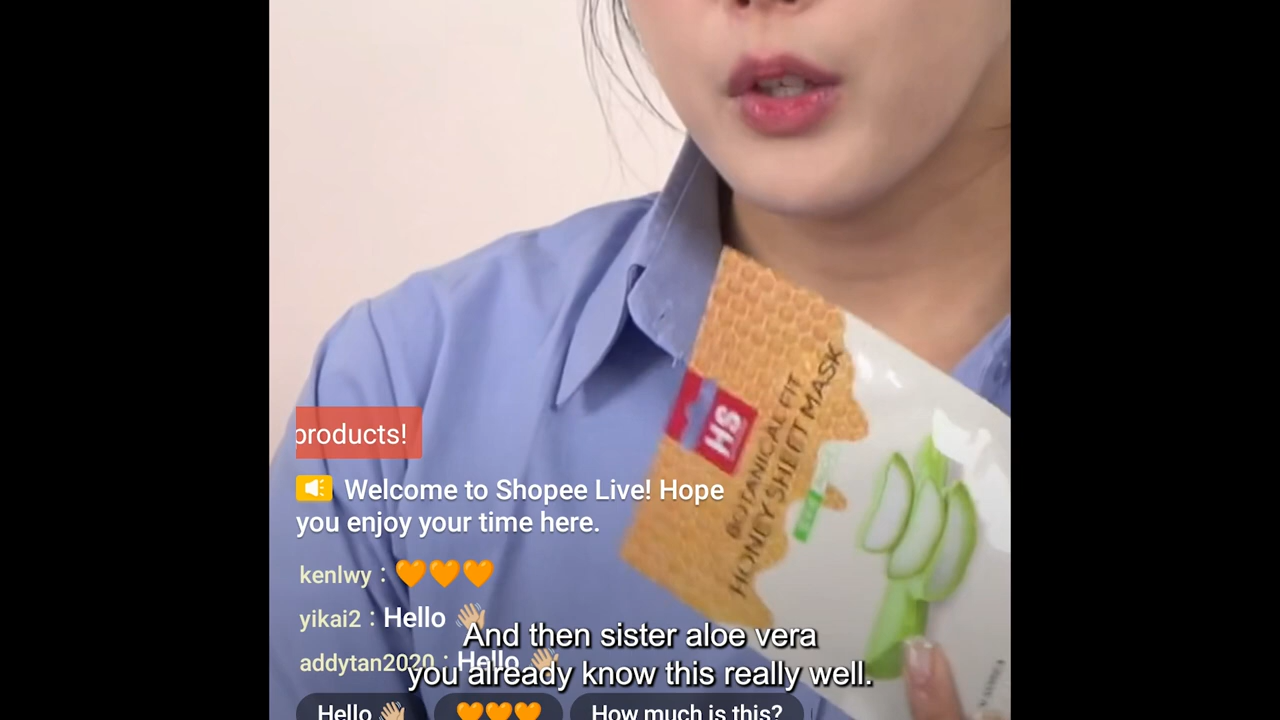 HS
BOTANICAL FIT
HONEY SHEET MASK
products!
Welcome to Shopee Live! Hope
you enjoy your time here.
kenlwy : 🧡🧡🧡
yikai2 : Hello 👋🏼
addytan2020 : Hello 👋🏼
And then sister aloe vera
you already know this really well.
Hello 👋🏼
🧡🧡🧡
How much is this?